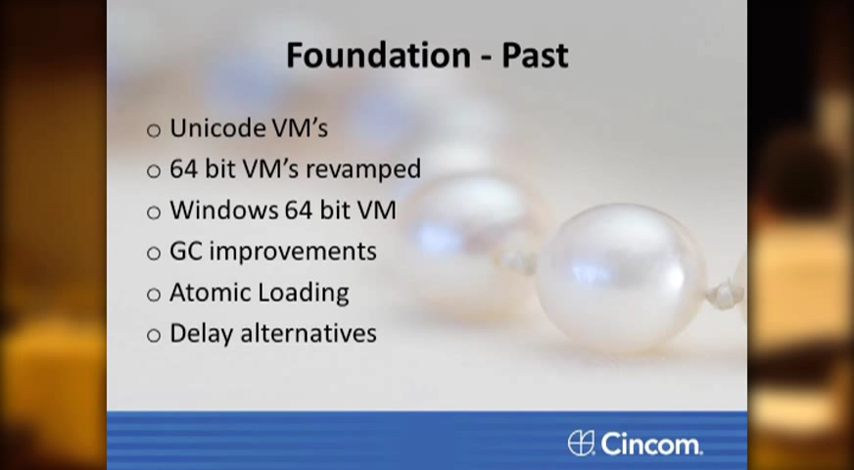 Foundation - Past
○ Unicode VM's
○ 64 bit VM's revamped
○ Windows 64 bit VM
○ GC improvements
○ Atomic Loading
○ Delay alternatives
Cincom.